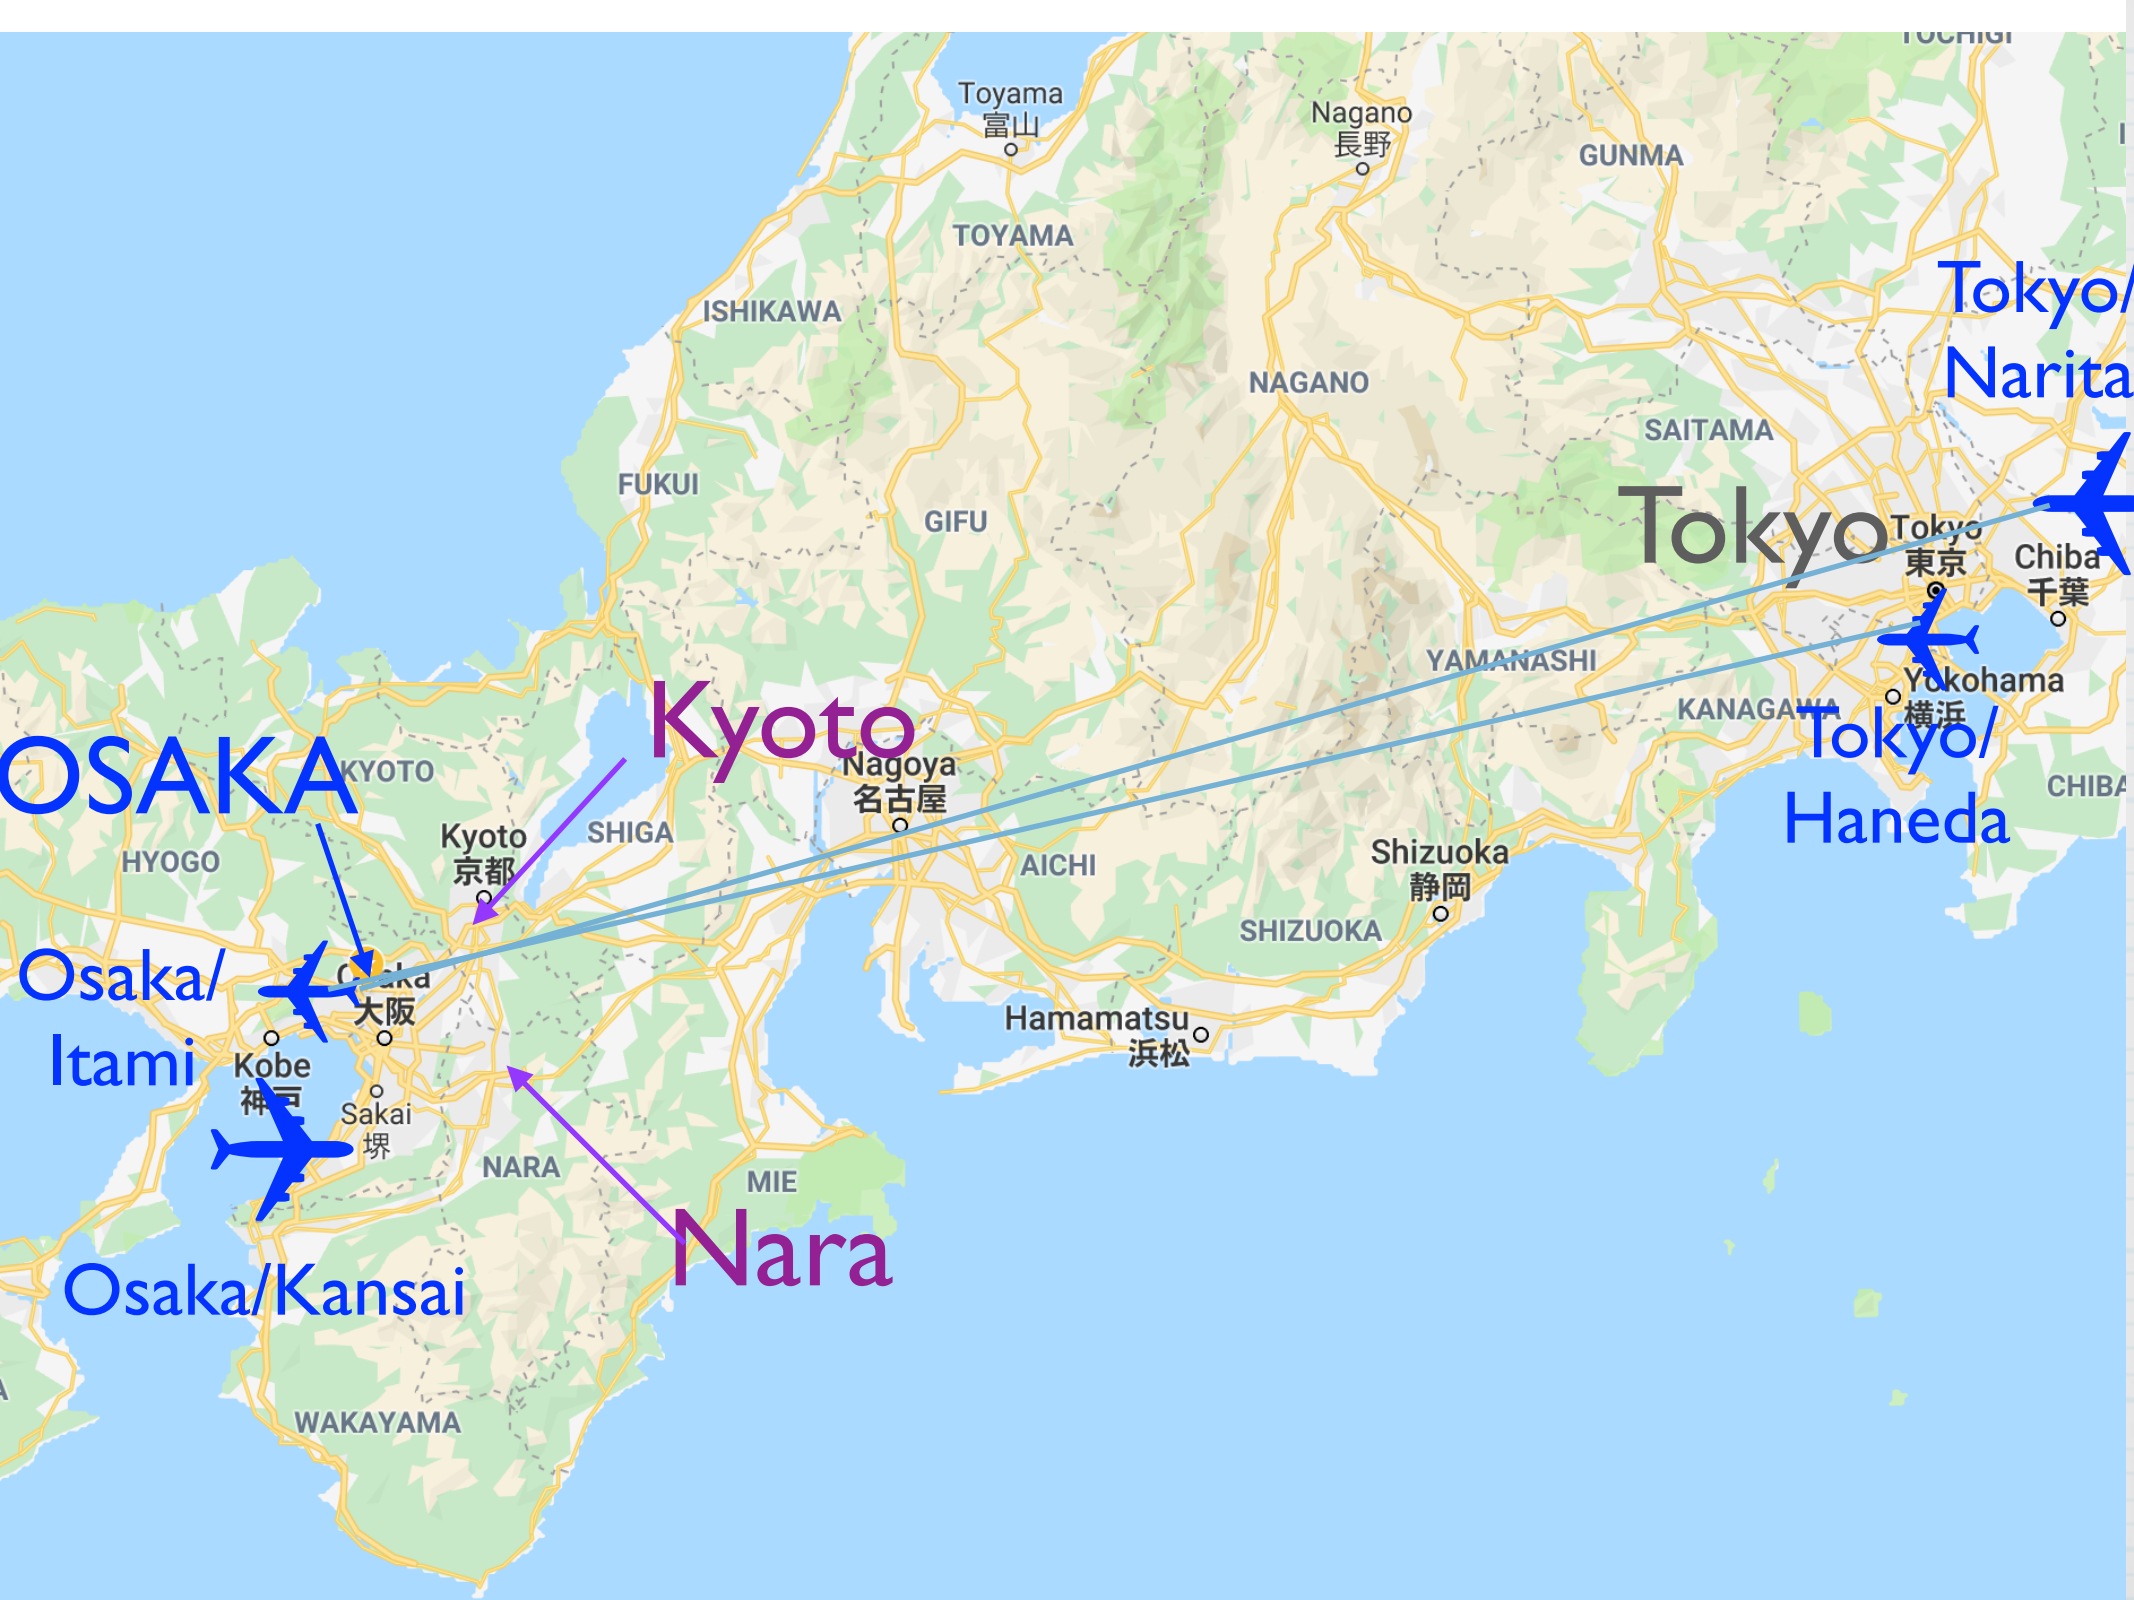 TOCHIGI
Toyama
富山
Nagano
長野
GUNMA
TOYAMA
Tokyo/
Narita
ISHIKAWA
NAGANO
SAITAMA
FUKUI
GIFU
Tokyo
Tokyo
東京
Chiba
千葉
YAMANASHI
Yokohama
横浜
KANAGAWA
Tokyo/
Haneda
CHIBA
Kyoto
OSAKA
KYOTO
Nagoya
名古屋
Kyoto
京都
SHIGA
HYOGO
AICHI
Shizuoka
静岡
SHIZUOKA
Osaka/
Itami
Osaka
大阪
Hamamatsu
浜松
Kobe
神戸
Sakai
堺
NARA
MIE
Nara
Osaka/Kansai
WAKAYAMA